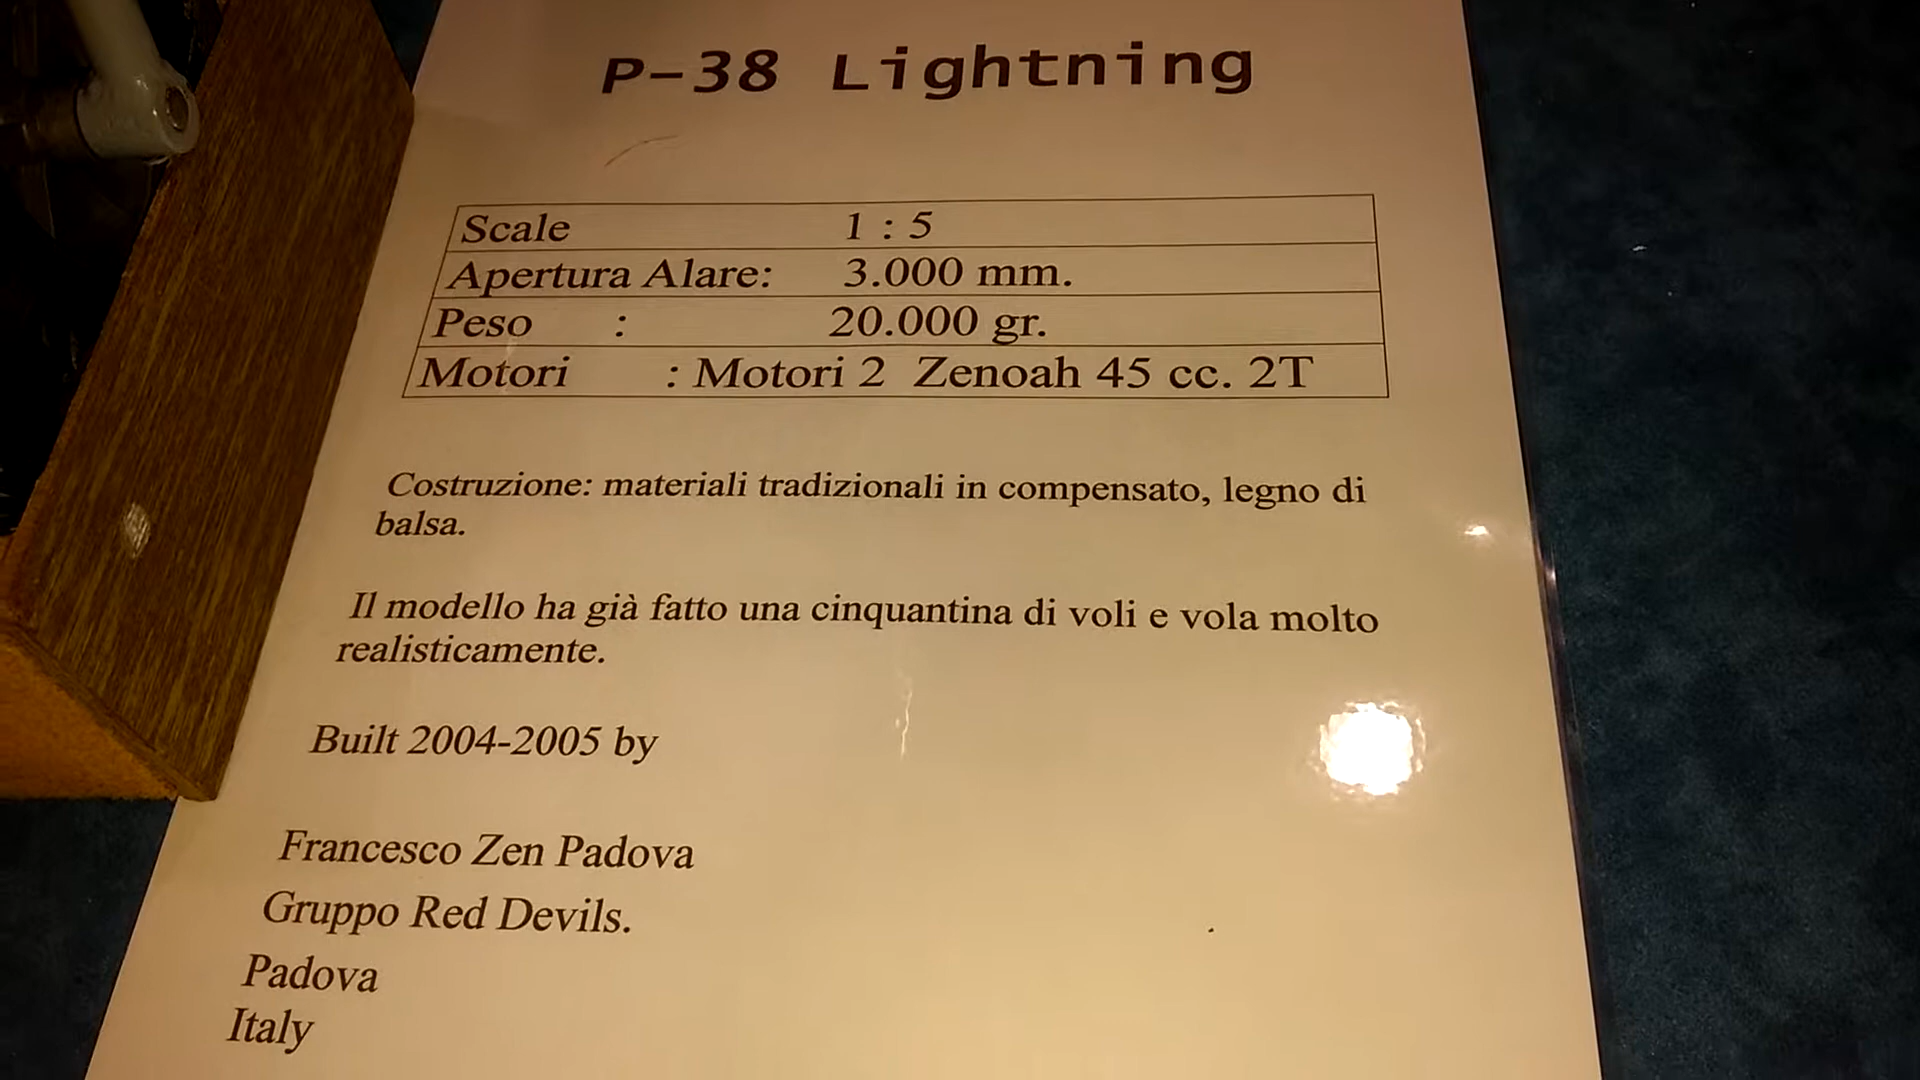 P-38 Lightning
Scale 1 : 5
Apertura Alare: 3.000 mm.
Peso : 20.000 gr.
Motori : Motori 2 Zenoah 45 cc. 2T
Costruzione: materiali tradizionali in compensato, legno di
balsa.
Il modello ha già fatto una cinquantina di voli e vola molto
realisticamente.
Built 2004-2005 by
Francesco Zen Padova
Gruppo Red Devils.
Padova
Italy